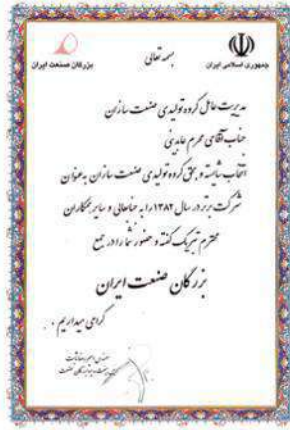 جمهوری اسلامی ایران
بسمه تعالی
بزرگان صنعت ایران
مدیریت عامل گروه تولیدی صنعت سازان
جناب آقای محرم عابدینی
انتخاب شایسته و بحق گروه تولیدی صنعت سازان به عنوان
شرکت برتر در سال ۱۳۸۲ را به جنابعالی و سایر همکاران
محترم تبریک گفته و حضور شما را در جمع
بزرگان صنعت ایران
گرامی میداریم .